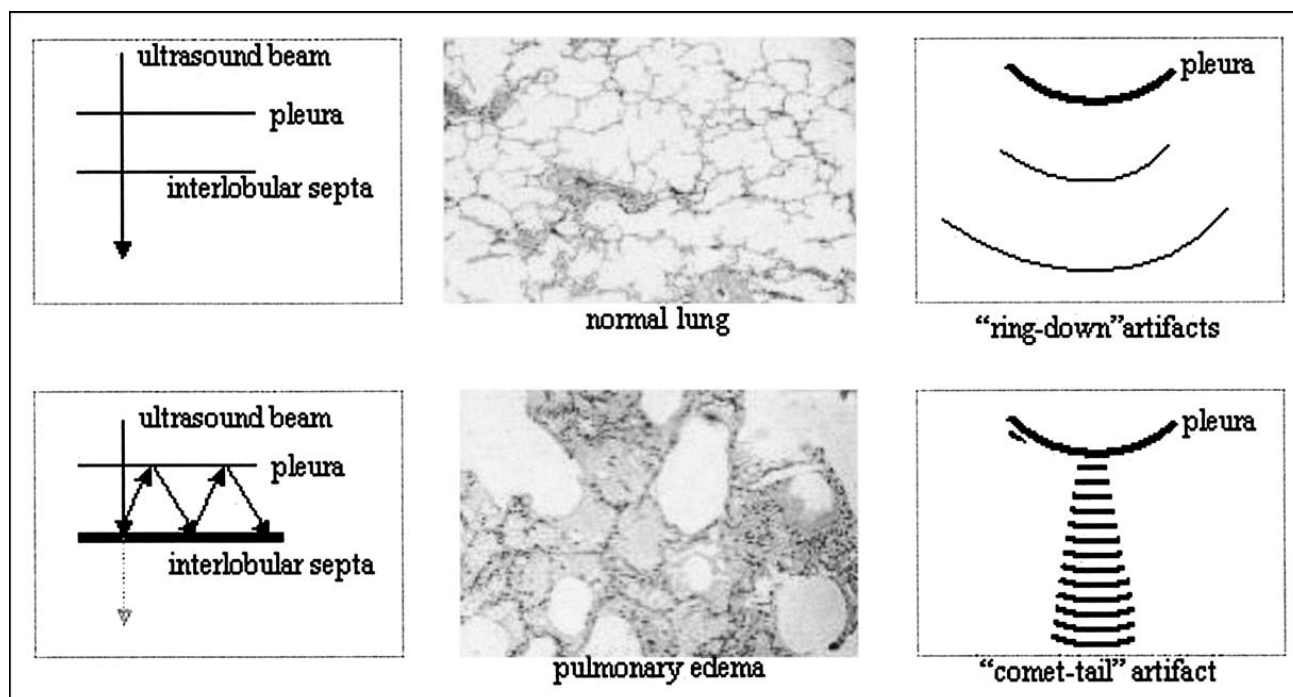 ultrasound beam
pleura
interlobular septa
normal lung
pleura
“ring-down”artifacts
ultrasound beam
pleura
interlobular septa
pulmonary edema
pleura
“comet-tail” artifact